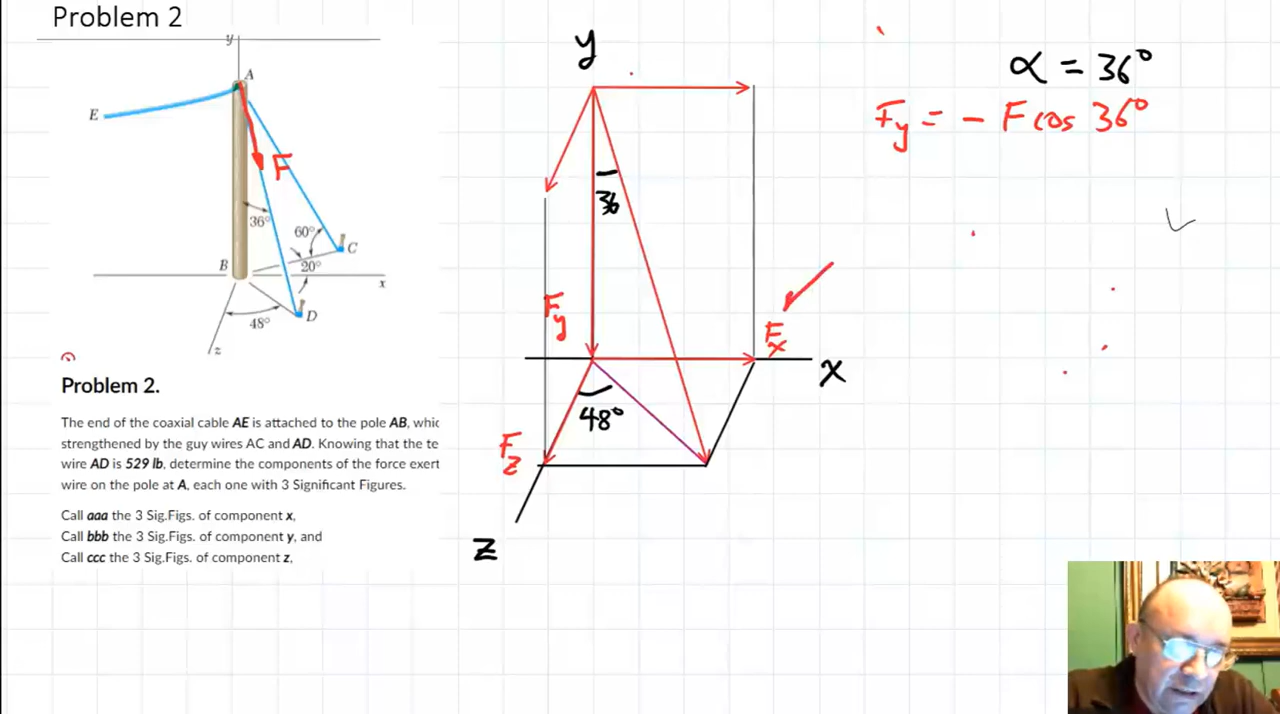 Problem 2
y
A
E
F
36°
60°
C
B
20°
x
D
48°
z
Problem 2.
The end of the coaxial cable AE is attached to the pole AB, whic
strengthened by the guy wires AC and AD. Knowing that the te
wire AD is 529 lb, determine the components of the force exert
wire on the pole at A, each one with 3 Significant Figures.
Call aaa the 3 Sig.Figs. of component x,
Call bbb the 3 Sig.Figs. of component y, and
Call ccc the 3 Sig.Figs. of component z,
y
36
Fy
Fx
x
48°
Fz
z
α = 36°
Fy = - F cos 36°